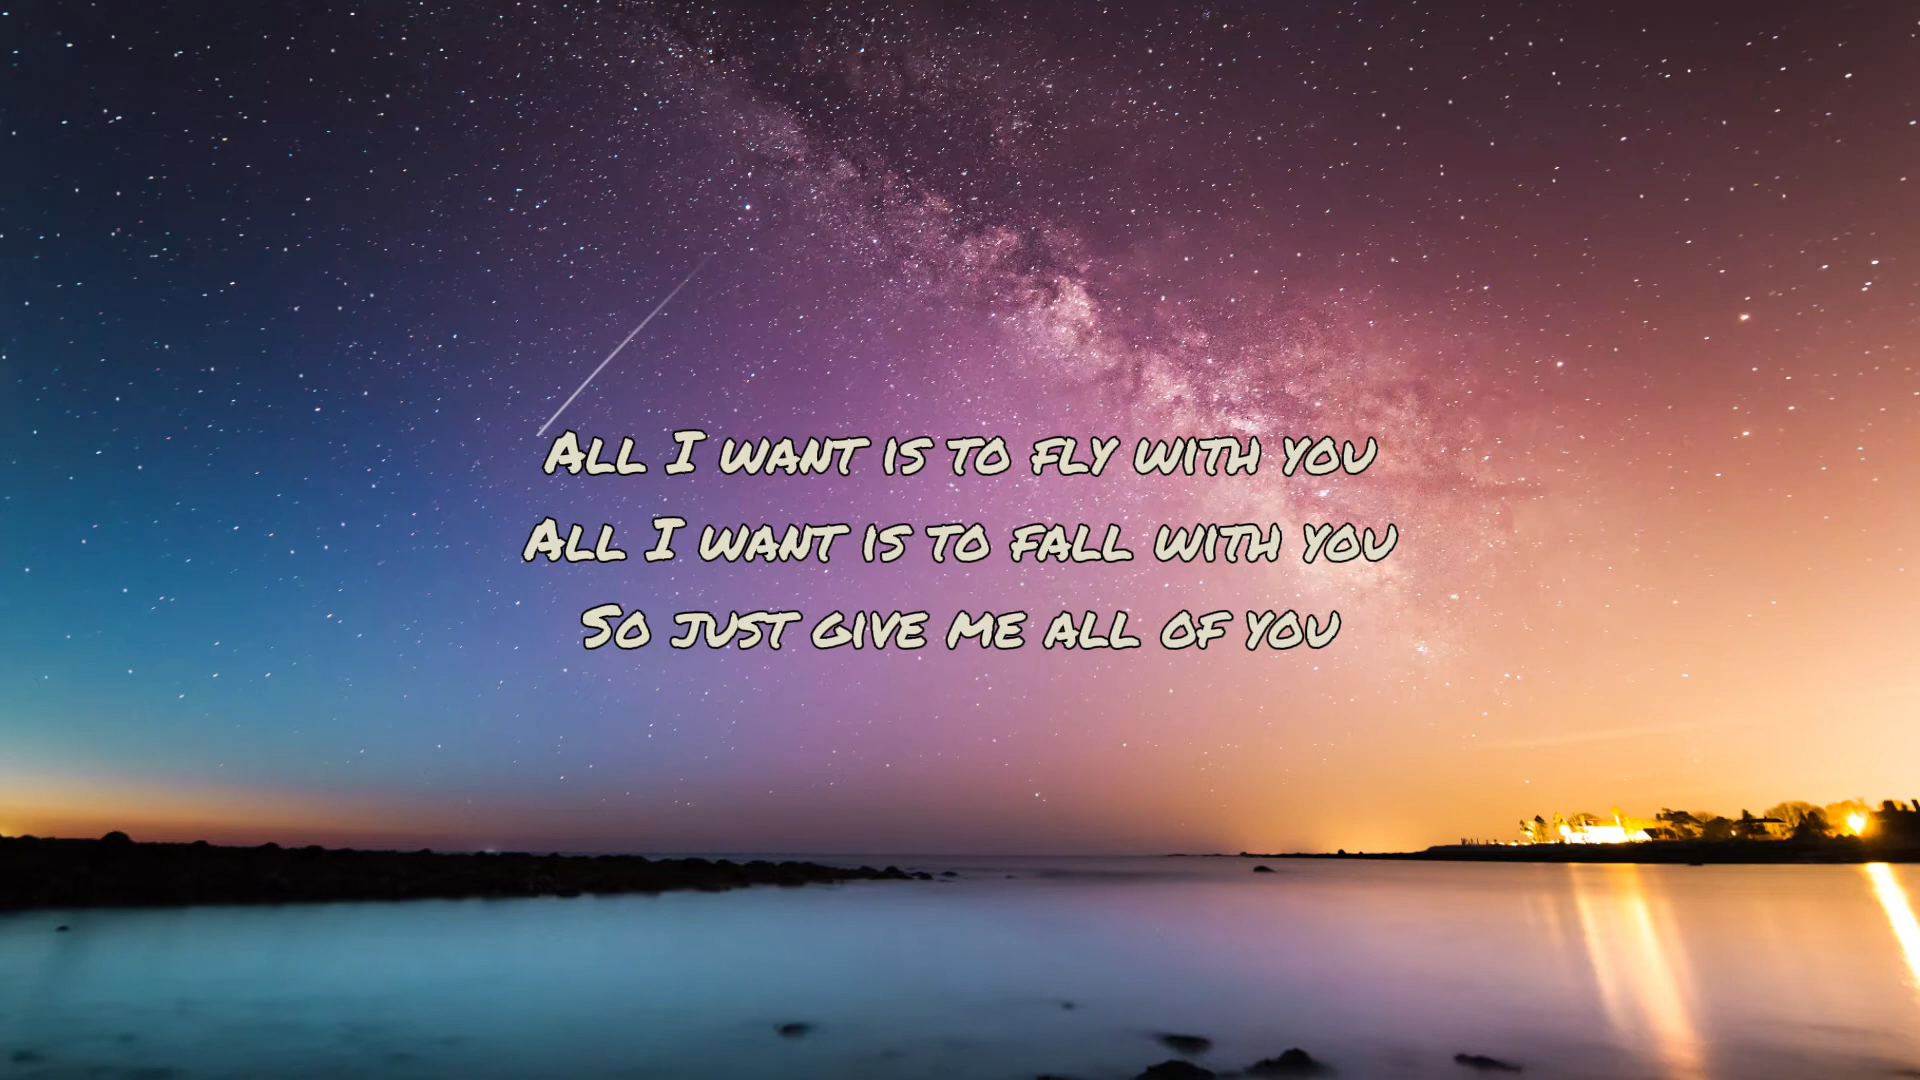 All I want is to fly with you
All I want is to fall with you
So just give me all of you